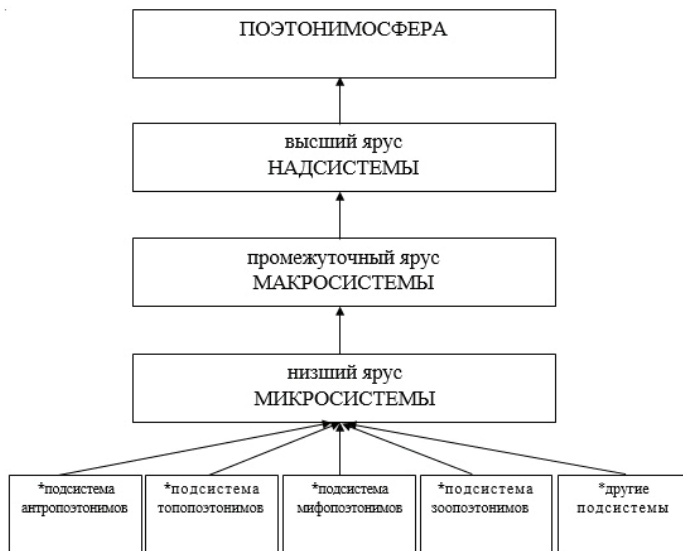 ПОЭТОНИМОСФЕРА
высший ярус
НАДСИСТЕМЫ
промежуточный ярус
МАКРОСИСТЕМЫ
низший ярус
МИКРОСИСТЕМЫ
*подсистема
антропоэтонимов
*подсистема
топопоэтонимов
*подсистема
мифопоэтонимов
*подсистема
зоопоэтонимов
*другие
подсистемы